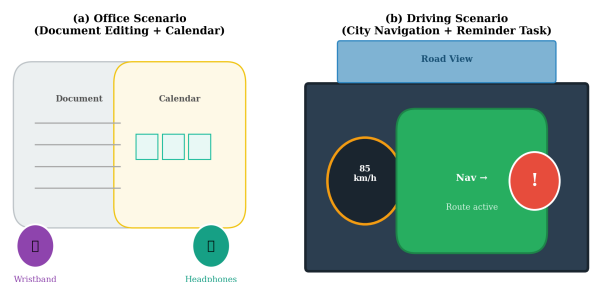 (a) Office Scenario
(Document Editing + Calendar)
Document
Calendar
Wristband
Headphones
(b) Driving Scenario
(City Navigation + Reminder Task)
Road View
85
km/h
Nav →
Route active
!